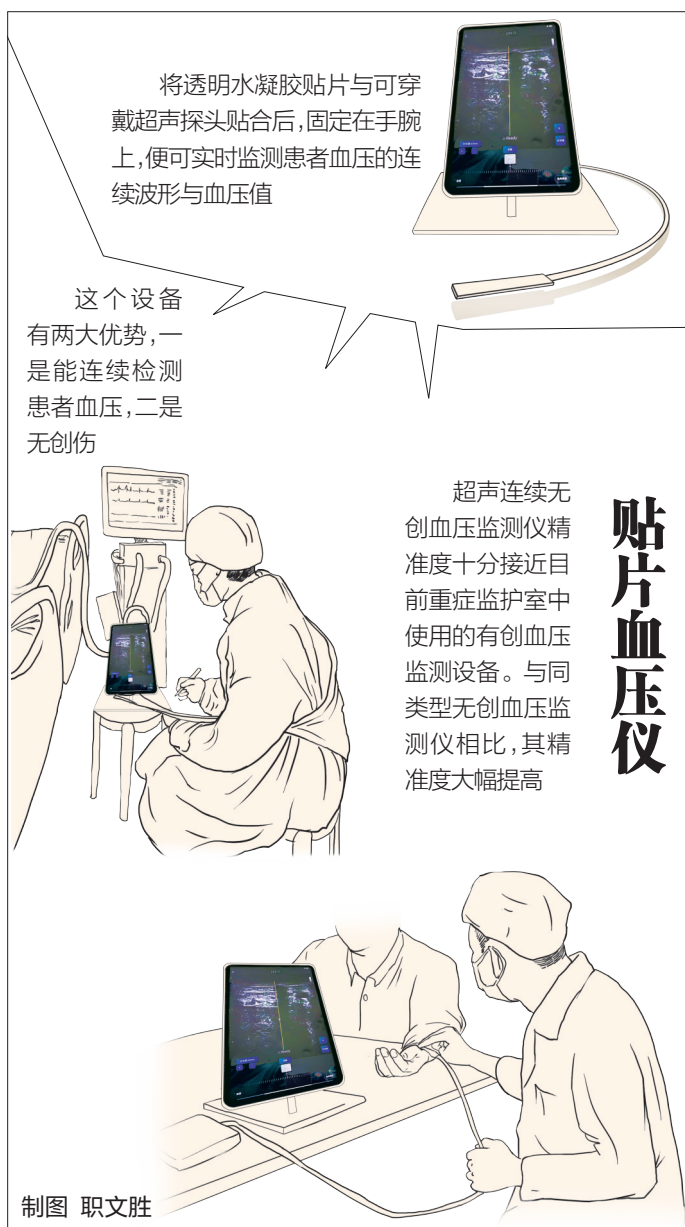 将透明水凝胶贴片与可穿
戴超声探头贴合后，固定在手腕
上，便可实时监测患者血压的连
续波形与血压值
这个设备
有两大优势，一
是能连续检测
患者血压，二是
无创伤
贴片血压仪
超声连续无
创血压监测仪精
准度十分接近目
前重症监护室中
使用的有创血压
监测设备。与同
类型无创血压监
测仪相比，其精
准度大幅提高
制图 职文胜